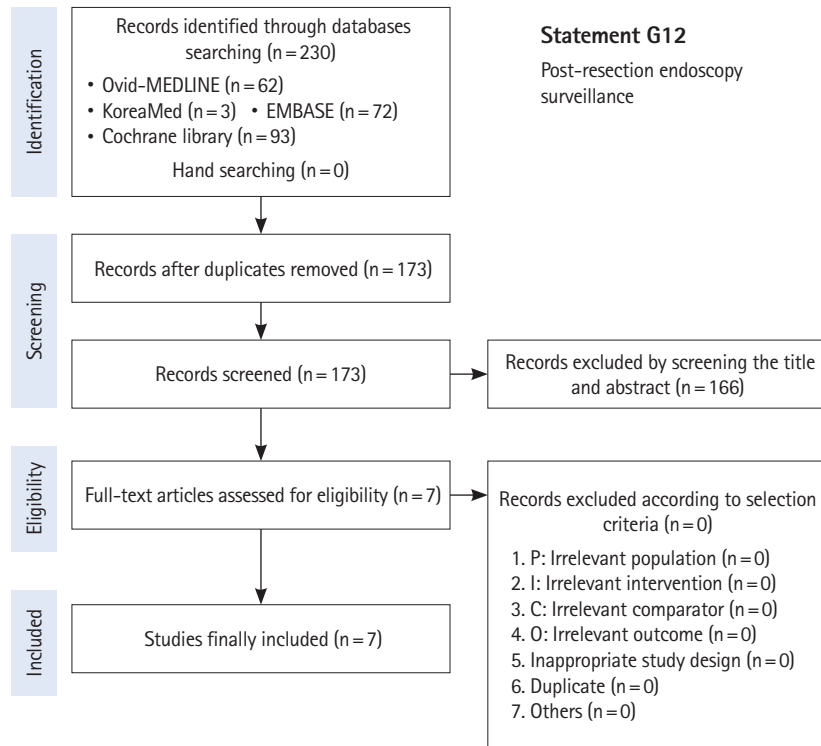 Identification
Records identified through databases
searching (n=230)
• Ovid-MEDLINE (n=62)
• KoreaMed (n=3) • EMBASE (n=72)
• Cochrane library (n=93)
Hand searching (n=0)
Statement G12
Post-resection endoscopy
surveillance
Screening
Records after duplicates removed (n=173)
Records screened (n=173)
Records excluded by screening the title
and abstract (n=166)
Eligibility
Full-text articles assessed for eligibility (n=7)
Records excluded according to selection
criteria (n=0)
1. P: Irrelevant population (n=0)
2. I: Irrelevant intervention (n=0)
3. C: Irrelevant comparator (n=0)
4. O: Irrelevant outcome (n=0)
5. Inappropriate study design (n=0)
6. Duplicate (n=0)
7. Others (n=0)
Included
Studies finally included (n=7)